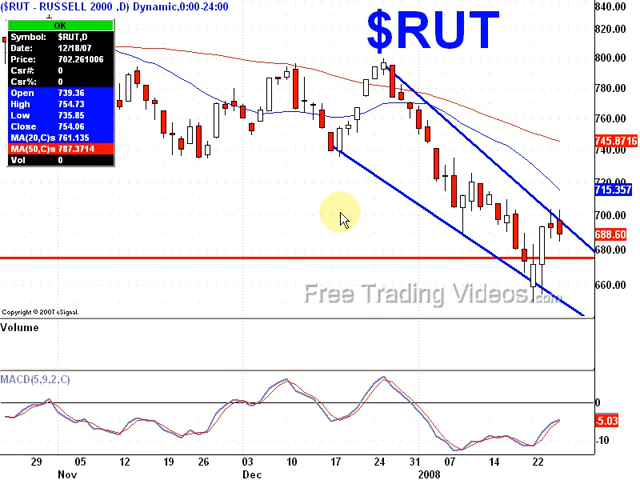 ($RUT - RUSSELL 2000 ,D) Dynamic,0:00-24:00
$RUT
OK
Symbol: $RUT,D
Date: 12/18/07
Price: 702.261006
Csr#: 0
Csr%: 0
Open 739.36
High 754.73
Low 735.85
Close 754.06
MA(20,C)s 761.135
MA(50,C)s 787.3714
Vol 0
840.00
820.00
800.00
780.00
760.00
745.8716
740.00
720.00
715.357
700.00
688.60
680.00
660.00
Free Trading Videos.com
Copyright © 2007 eSignal.
Volume
MACD(5,9,2,C)
0
-5.03
-10
29 05 12 19 26 03 10 17 24 31 07 14 22
Nov Dec 2008